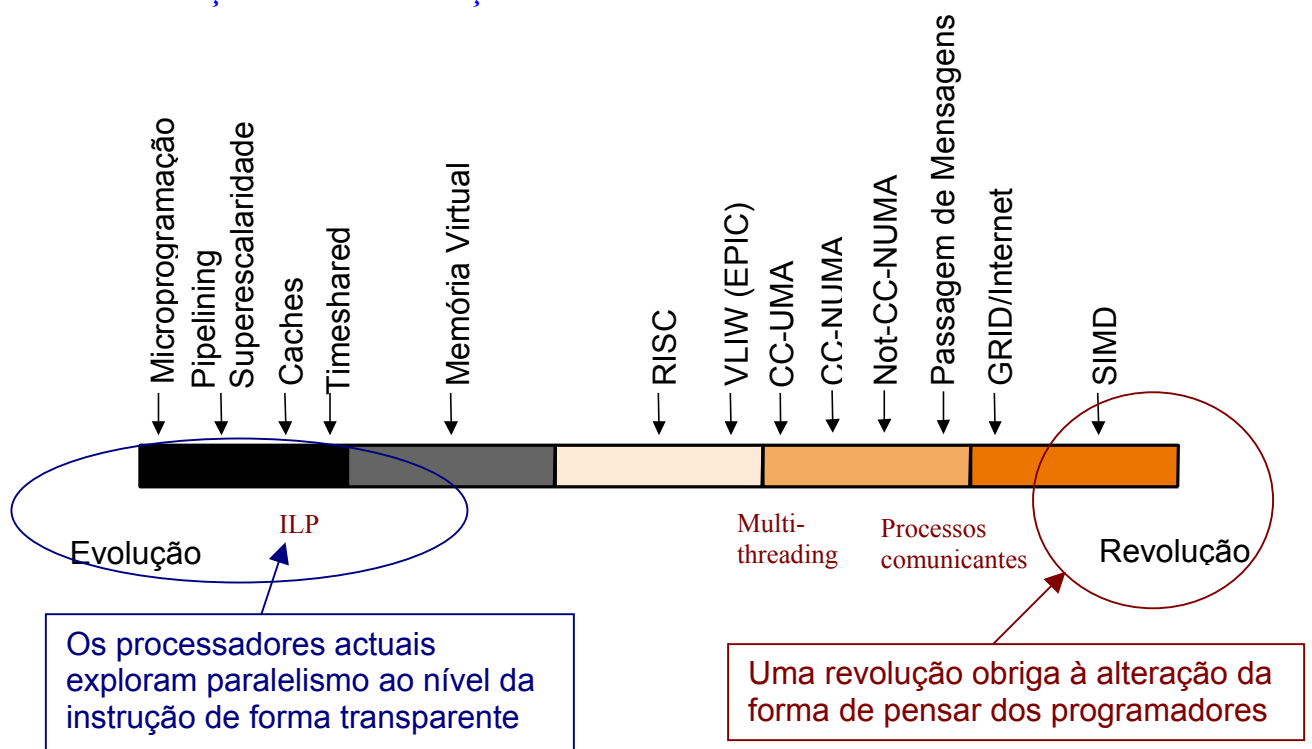 Microprogramação
Pipelining
Superescalaridade
Caches
Timeshared
Memória Virtual
RISC
VLIW (EPIC)
CC-UMA
CC-NUMA
Not-CC-NUMA
Passagem de Mensagens
GRID/Internet
SIMD
ILP
Evolução
Multi-
threading
Processos
comunicantes
Revolução
Os processadores actuais
exploram paralelismo ao nível da
instrução de forma transparente
Uma revolução obriga à alteração da
forma de pensar dos programadores